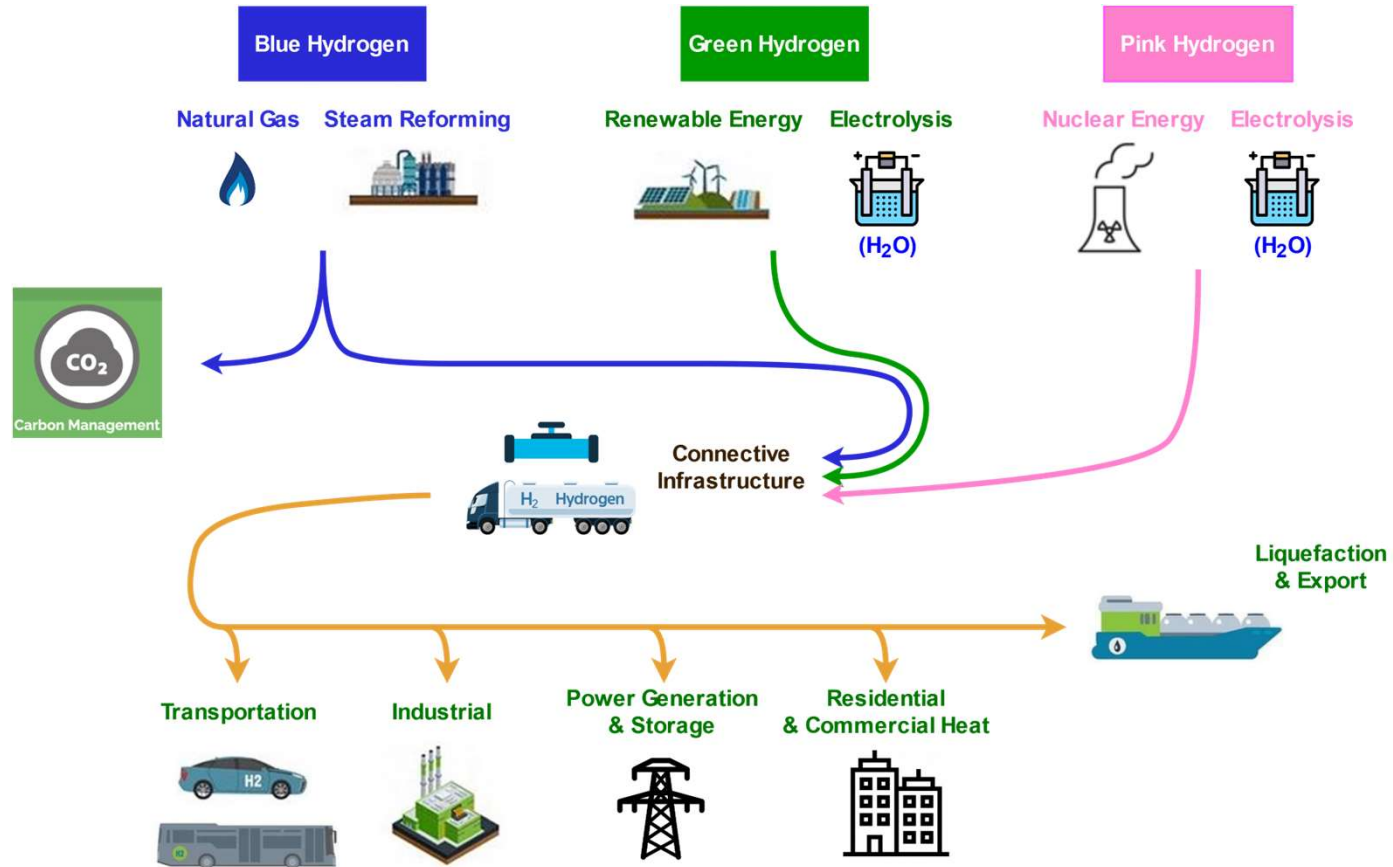 Blue Hydrogen
Green Hydrogen
Pink Hydrogen
Natural Gas
Steam Reforming
Renewable Energy
Electrolysis
Nuclear Energy
Electrolysis
+
-
(H₂O)
+
-
(H₂O)
CO₂
Carbon Management
Connective
Infrastructure
H₂ Hydrogen
Liquefaction
& Export
Transportation
Industrial
Power Generation
& Storage
Residential
& Commercial Heat
H2
H2